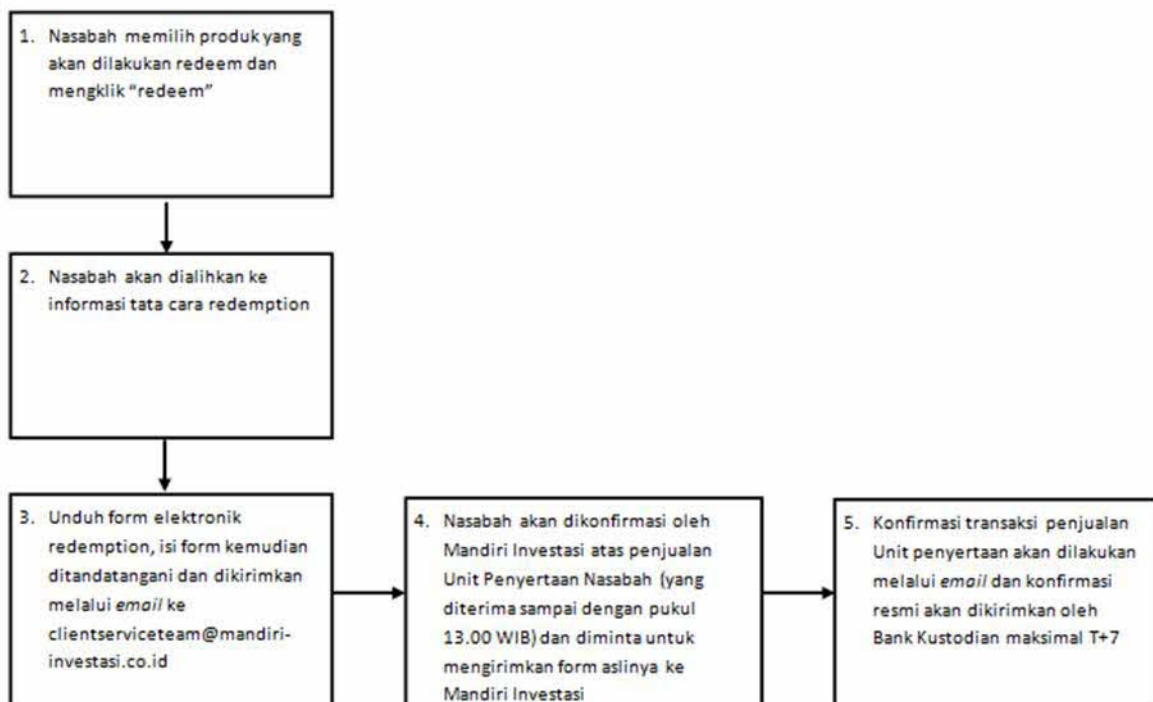 1. Nasabah memilih produk yang
akan dilakukan redeem dan
mengklik “redeem”
2. Nasabah akan dialihkan ke
informasi tata cara redemption
3. Unduh form elektronik
redemption, isi form kemudian
ditandatangani dan dikirimkan
melalui email ke
clientserviceteam@mandiri-
investasi.co.id
4. Nasabah akan dikonfirmasi oleh
Mandiri Investasi atas penjualan
Unit Penyertaan Nasabah (yang
diterima sampai dengan pukul
13.00 WIB) dan diminta untuk
mengirimkan form aslinya ke
Mandiri Investasi
5. Konfirmasi transaksi penjualan
Unit penyertaan akan dilakukan
melalui email dan konfirmasi
resmi akan dikirimkan oleh
Bank Kustodian maksimal T+7